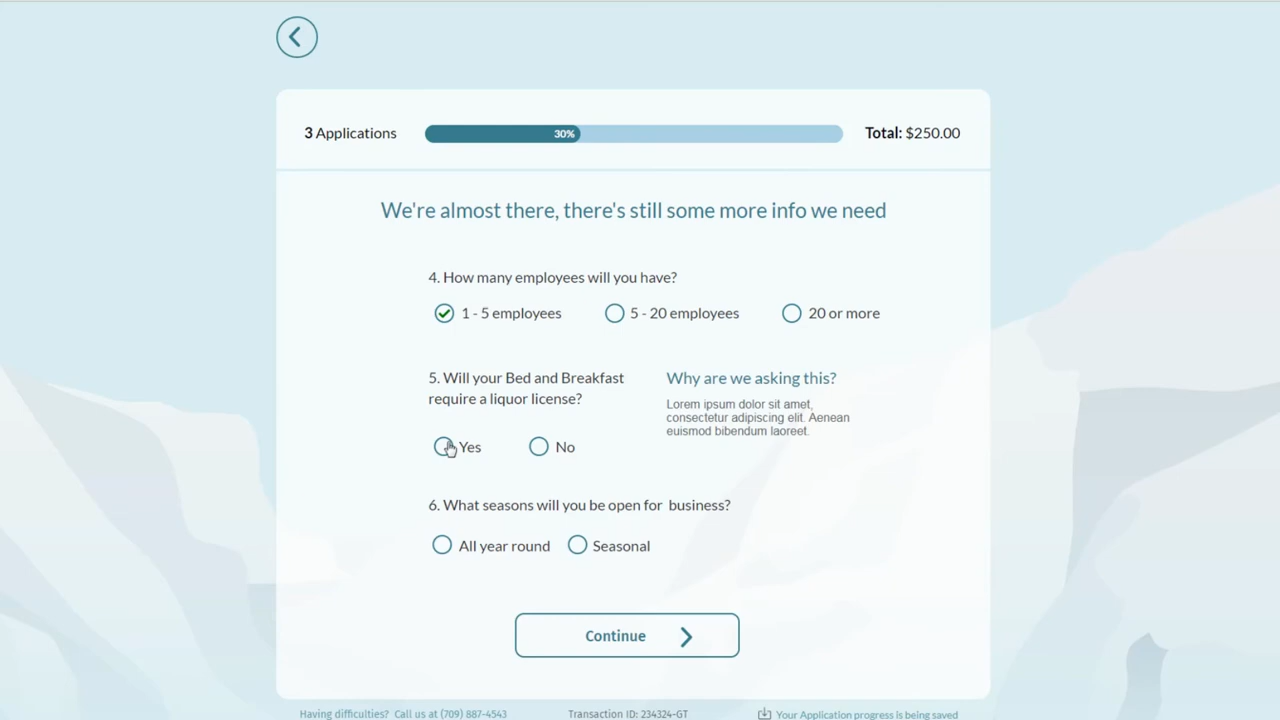 3 Applications 30% Total: $250.00
We're almost there, there's still some more info we need
4. How many employees will you have?
1 - 5 employees 5 - 20 employees 20 or more
5. Will your Bed and Breakfast
require a liquor license?
Why are we asking this?
Lorem ipsum dolor sit amet,
consectetur adipiscing elit. Aenean
euismod bibendum laoreet.
Yes No
6. What seasons will you be open for business?
All year round Seasonal
Continue
Having difficulties? Call us at (709) 887-4543 Transaction ID: 234324-GT Your Application progress is being saved